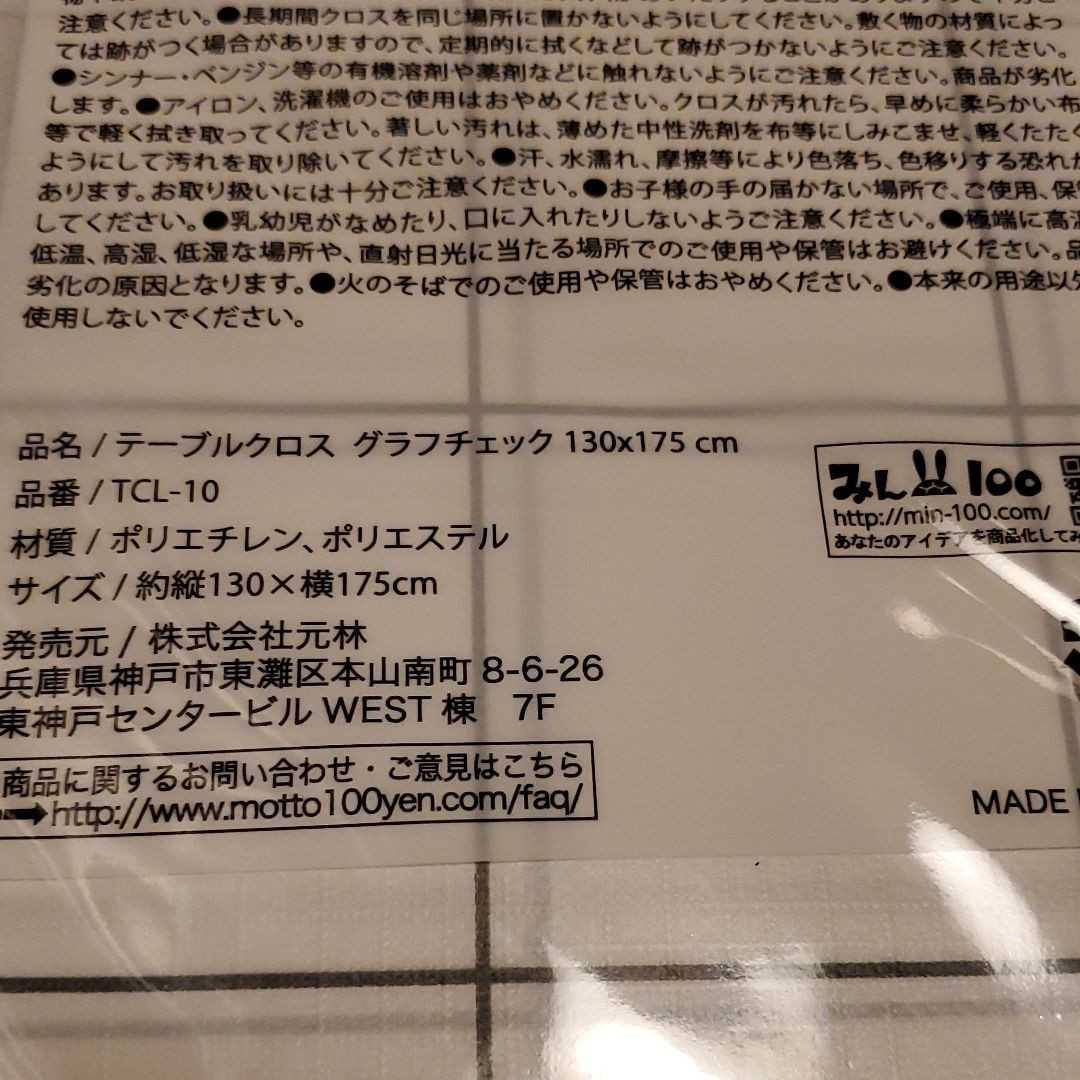 注意ください。●長期間クロスを同じ場所に置かないようにしてください。敷く物の材質によっ
ては跡がつく場合がありますので、定期的に拭くなどして跡がつかないようにご注意ください。
●シンナー・ベンジン等の有機溶剤や薬剤などに触れないようにご注意ください。商品が劣化
します。●アイロン、洗濯機のご使用はおやめください。クロスが汚れたら、早めに柔らかい布
等で軽く拭き取ってください。著しい汚れは、薄めた中性洗剤を布等にしみこませ、軽くたたく
ようにして汚れを取り除いてください。●汗、水濡れ、摩擦等により色落ち、色移りする恐れが
あります。お取り扱いには十分ご注意ください。●お子様の手の届かない場所で、ご使用、保管
してください。●乳幼児がなめたり、口に入れたりしないようご注意ください。●極端に高温
低温、高湿、低湿な場所や、直射日光に当たる場所でのご使用や保管はお避けください。品
劣化の原因となります。●火のそばでのご使用や保管はおやめください。●本来の用途以外
使用しないでください。
品名 / テーブルクロス グラフチェック 130x175 cm
品番 / TCL-10
材質 / ポリエチレン、ポリエステル
サイズ / 約縦130×横175cm
発売元 / 株式会社元林
兵庫県神戸市東灘区本山南町 8-6-26
東神戸センタービル WEST 棟 7F
商品に関するお問い合わせ・ご意見はこちら
➡http://www.motto100yen.com/faq/
みん100
http://min-100.com/
あなたのアイデアを商品化してみ
MADE